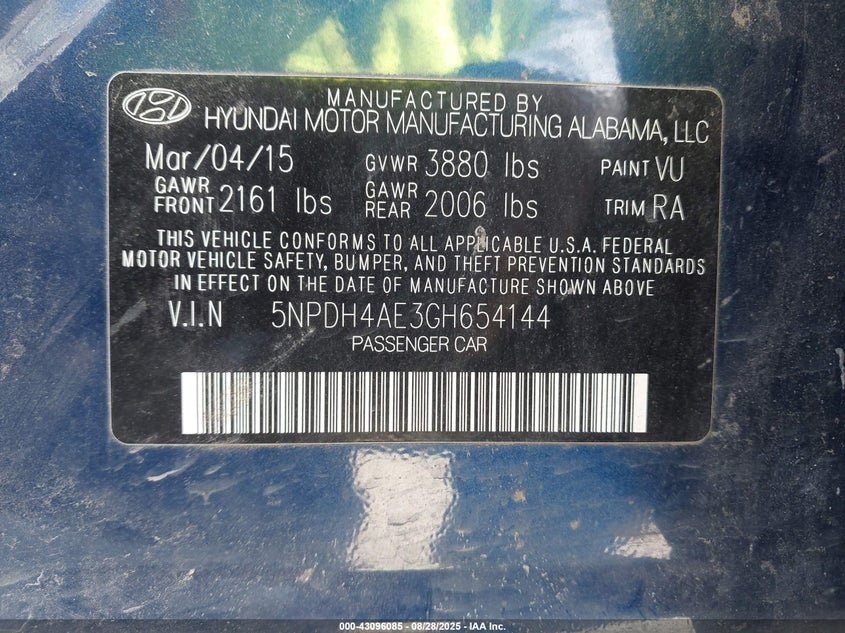 MANUFACTURED BY
HYUNDAI MOTOR MANUFACTURING ALABAMA, LLC
Mar/04/15 GVWR 3880 lbs PAINT VU
GAWR FRONT 2161 lbs GAWR REAR 2006 lbs TRIM RA
THIS VEHICLE CONFORMS TO ALL APPLICABLE U.S.A. FEDERAL
MOTOR VEHICLE SAFETY, BUMPER, AND THEFT PREVENTION STANDARDS
IN EFFECT ON THE DATE OF MANUFACTURE SHOWN ABOVE
V.I.N 5NPDH4AE3GH654144
PASSENGER CAR
000-43096085 - 08/28/2025 - IAA Inc.